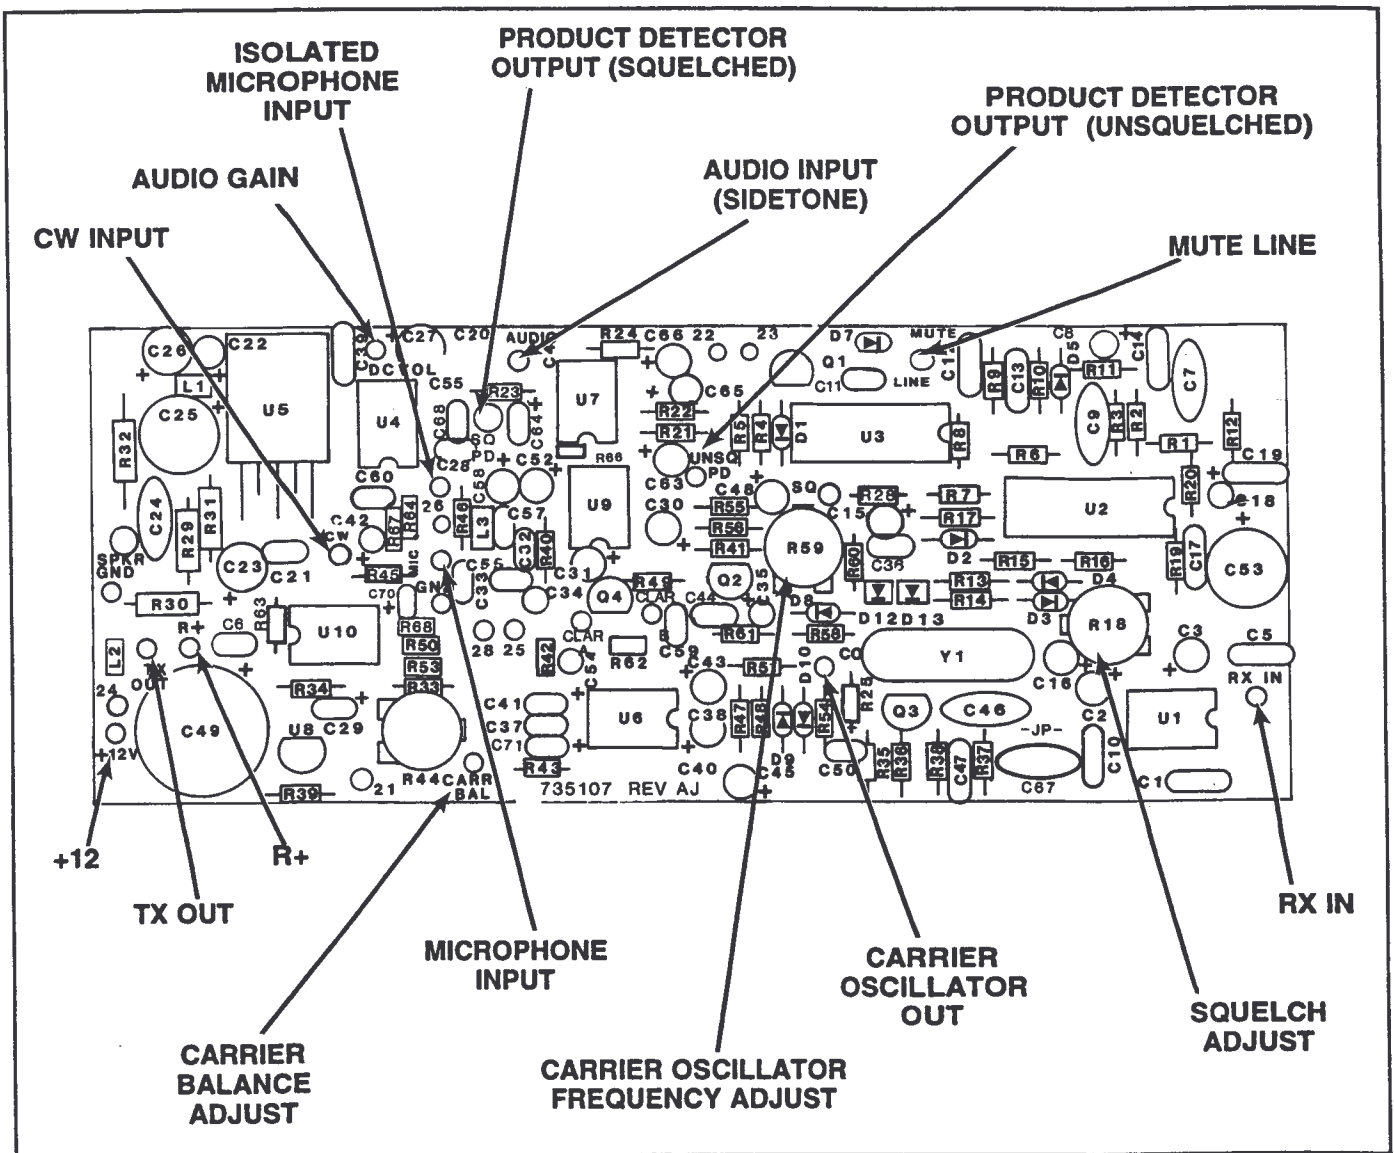 ISOLATED
MICROPHONE
INPUT
PRODUCT DETECTOR
OUTPUT (SQUELCHED)
PRODUCT DETECTOR
OUTPUT (UNSQUELCHED)
AUDIO GAIN
AUDIO INPUT
(SIDETONE)
CW INPUT
MUTE LINE
C26
C22
C39
C27
C20
AUDIO
R24
C66
22
23
D7
MUTE
C8
D5
C14
L1
DC VOL
Q1
C11
LINE
R9
C13
R10
R11
C7
C25
U5
U4
C55
R23
C68
C64
U7
C65
R22
R21
R5
R4
D1
U3
R8
C9
R3
R2
R1
R12
R32
SQ
PD
C28
C58
C52
R66
UNSQ
PD
C63
R6
C19
C60
C48
SQ
R28
R7
U2
R20
C18
C24
R29
R31
C42
CW
R67
R64
26
R46
L3
C57
U9
C30
R55
R56
R41
R59
C15
R17
SPKR
GND
C23
C21
R45
MIC
C32
R40
C31
R60
C36
D2
R15
R16
R19
C17
C53
R30
R63
C70
GND
C33
C34
Q4
R49
Q2
C35
D8
R13
R14
D4
R+
C6
U10
R68
R50
CLAR
CLAR
A
B
C44
R61
R58
D12
D13
D3
R18
L2
TX
OUT
R53
R33
28
25
R42
C54
R62
C59
C43
R51
D10
C0
Y1
C16
C3
C5
24
R34
C41
RX IN
C49
U8
C29
C37
C71
U6
C38
R47
R48
R54
R25
Q3
C46
C2
U1
+12V
R44
R43
D9
C50
R35
R36
R38
C47
R37
-JP-
C10
21
CARR
BAL
C40
C45
C67
C1
R39
735107 REV AJ
+12
R+
TX OUT
RX IN
MICROPHONE
INPUT
CARRIER
OSCILLATOR
OUT
SQUELCH
ADJUST
CARRIER
BALANCE
ADJUST
CARRIER OSCILLATOR
FREQUENCY ADJUST